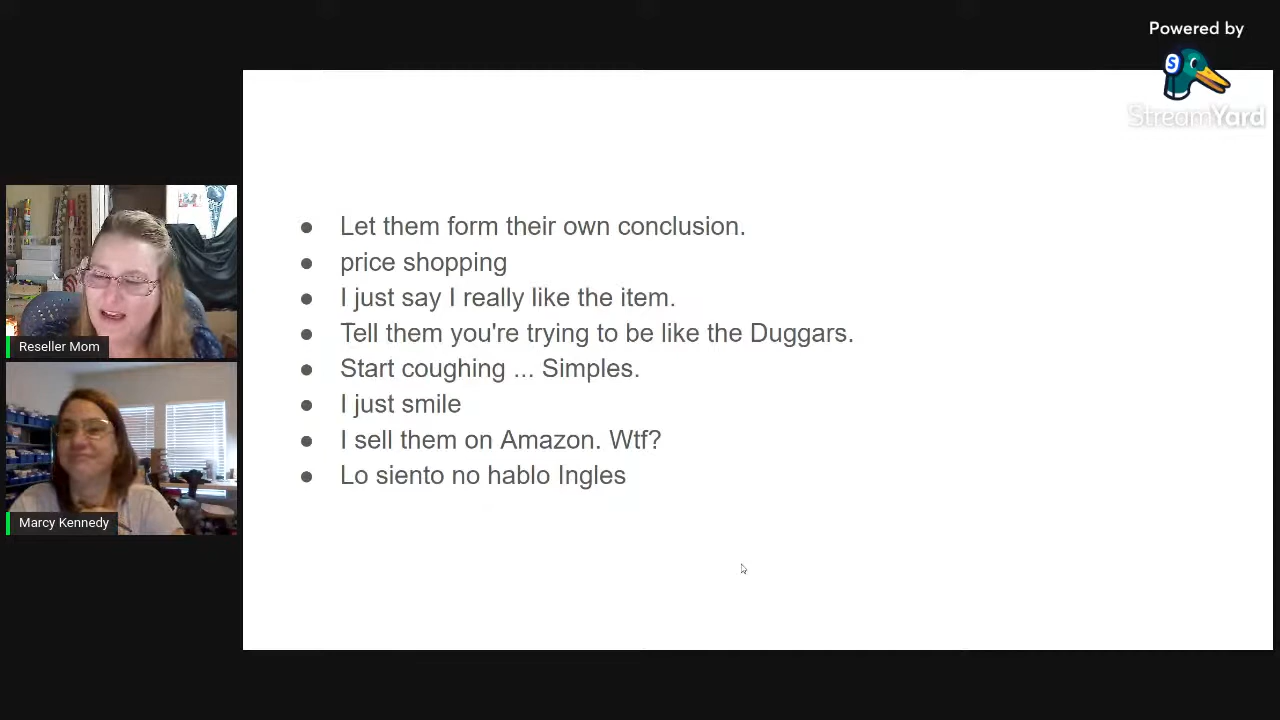 Powered by
StreamYard
Let them form their own conclusion.
price shopping
I just say I really like the item.
Tell them you're trying to be like the Duggars.
Start coughing ... Simples.
I just smile
I sell them on Amazon. Wtf?
Lo siento no hablo Ingles
Reseller Mom
Marcy Kennedy